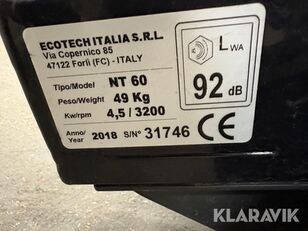 ECOTECH ITALIA S.R.L.
Via Copernico 85
47122 Forlì (FC) - ITALY
Tipo/Model NT 60
Peso/Weight 49 Kg
Kw/rpm 4,5 / 3200
Anno/Year 2018 S/N° 31746
LWA
92 dB
KLARAVIK